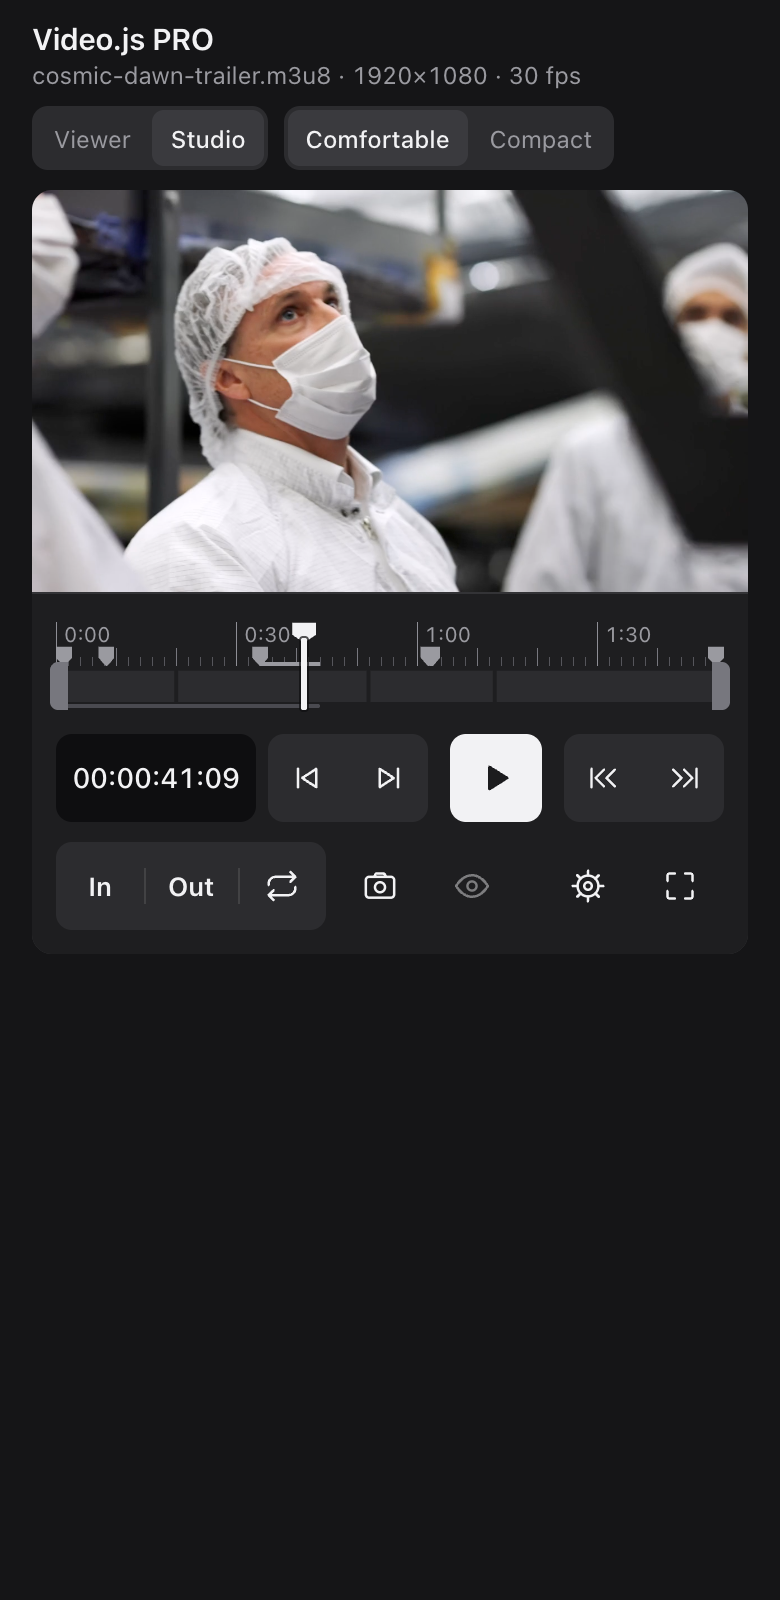 Video.js PRO
cosmic-dawn-trailer.m3u8 · 1920×1080 · 30 fps
Viewer Studio Comfortable Compact
0:00 0:30 1:00 1:30
00:00:41:09
In Out